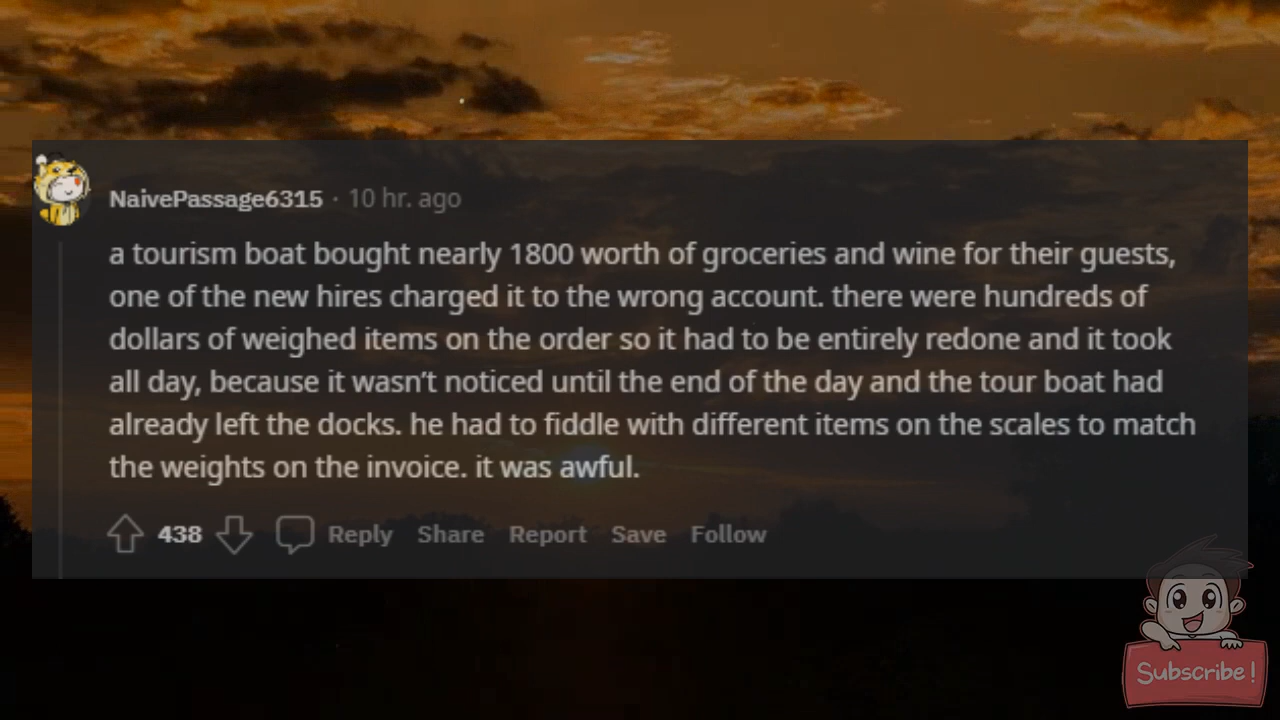 NaivePassage6315 · 10 hr. ago
a tourism boat bought nearly 1800 worth of groceries and wine for their guests,
one of the new hires charged it to the wrong account. there were hundreds of
dollars of weighed items on the order so it had to be entirely redone and it took
all day, because it wasn't noticed until the end of the day and the tour boat had
already left the docks. he had to fiddle with different items on the scales to match
the weights on the invoice. it was awful.
438 Reply Share Report Save Follow
Subscribe!